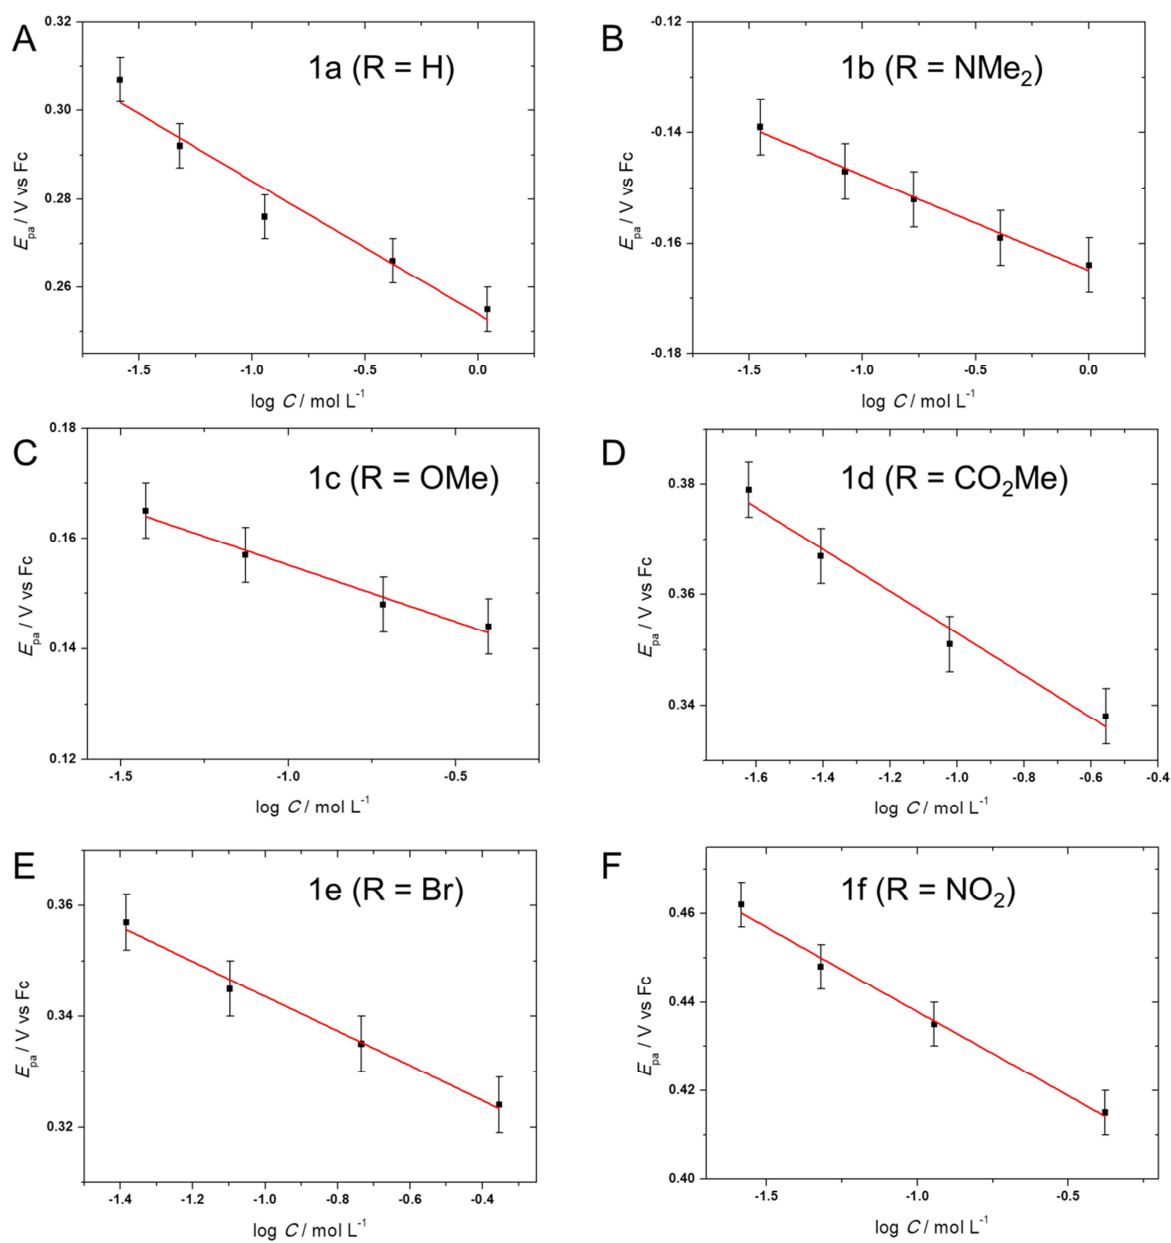 A
1a (R = H)
0.32
0.30
0.28
0.26
Epa / V vs Fc
-1.5 -1.0 -0.5 0.0
log C / mol L-1
B
1b (R = NMe2)
-0.12
-0.14
-0.16
-0.18
Epa / V vs Fc
-1.5 -1.0 -0.5 0.0
log C / mol L-1
C
1c (R = OMe)
0.18
0.16
0.14
0.12
Epa / V vs Fc
-1.5 -1.0 -0.5
log C / mol L-1
D
1d (R = CO2Me)
0.38
0.36
0.34
Epa / V vs Fc
-1.6 -1.4 -1.2 -1.0 -0.8 -0.6 -0.4
log C / mol L-1
E
1e (R = Br)
0.36
0.34
0.32
Epa / V vs Fc
-1.4 -1.2 -1.0 -0.8 -0.6 -0.4
log C / mol L-1
F
1f (R = NO2)
0.46
0.44
0.42
0.40
Epa / V vs Fc
-1.5 -1.0 -0.5
log C / mol L-1